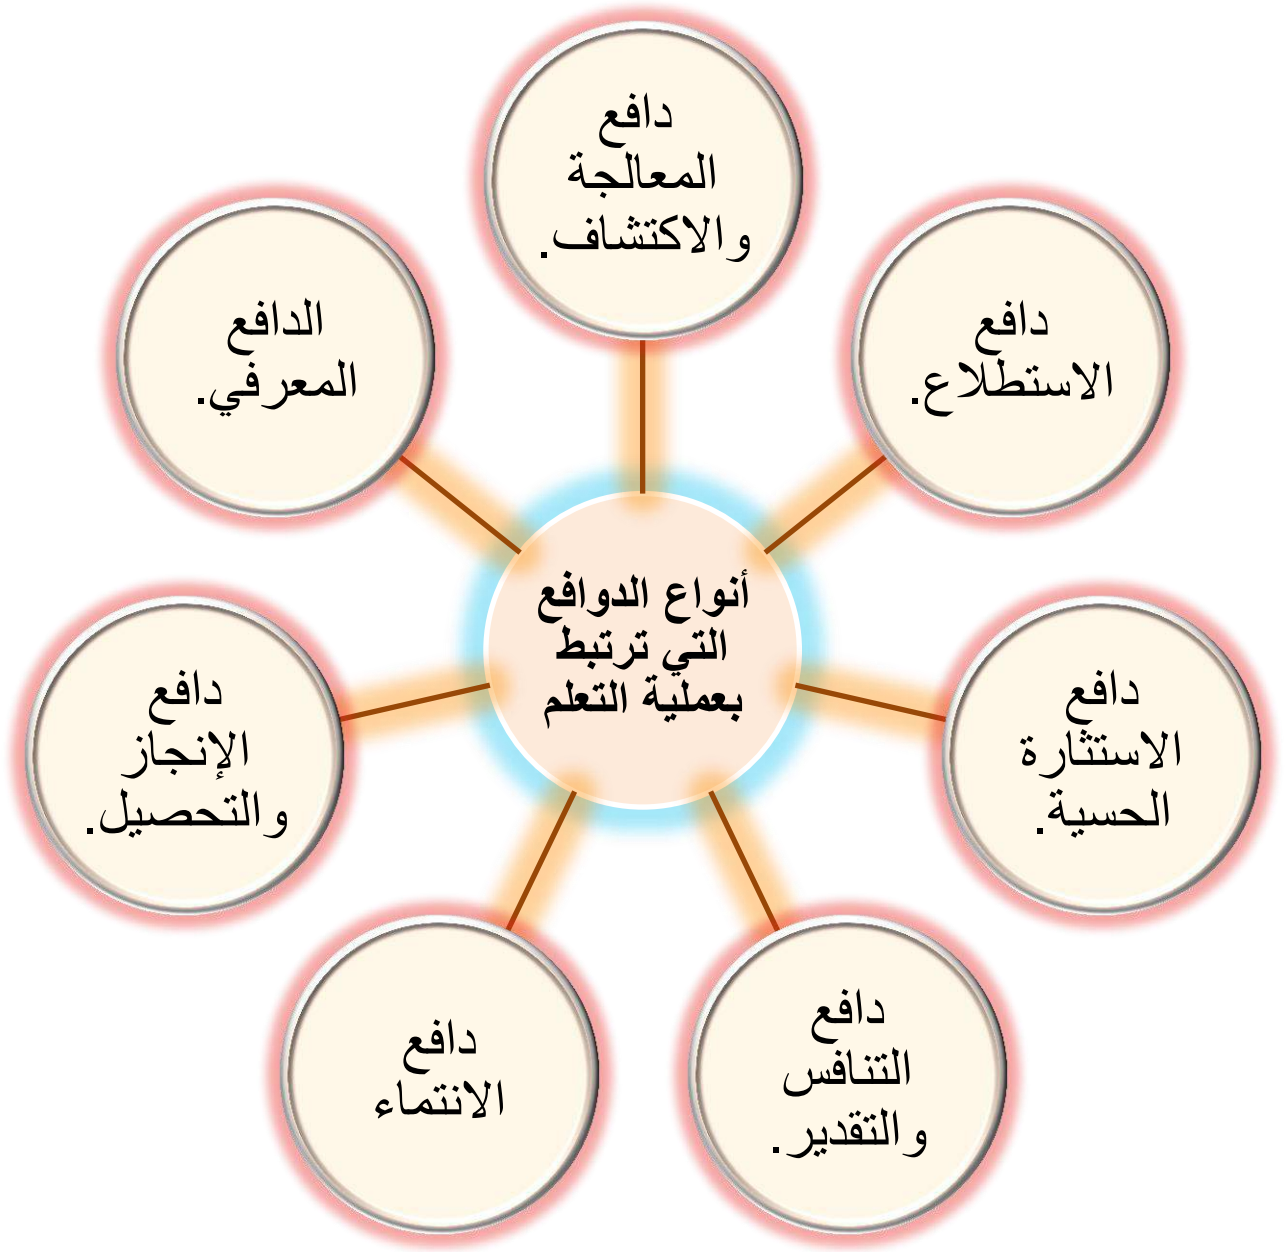 دافع
المعالجة
والاكتشاف.
دافع
الاستطلاع.
دافع
الاستثارة
الحسية.
دافع
التنافس
والتقدير.
دافع
الانتماء
دافع
الإنجاز
والتحصيل.
الدافع
المعرفي.
أنواع الدوافع
التي ترتبط
بعملية التعلم